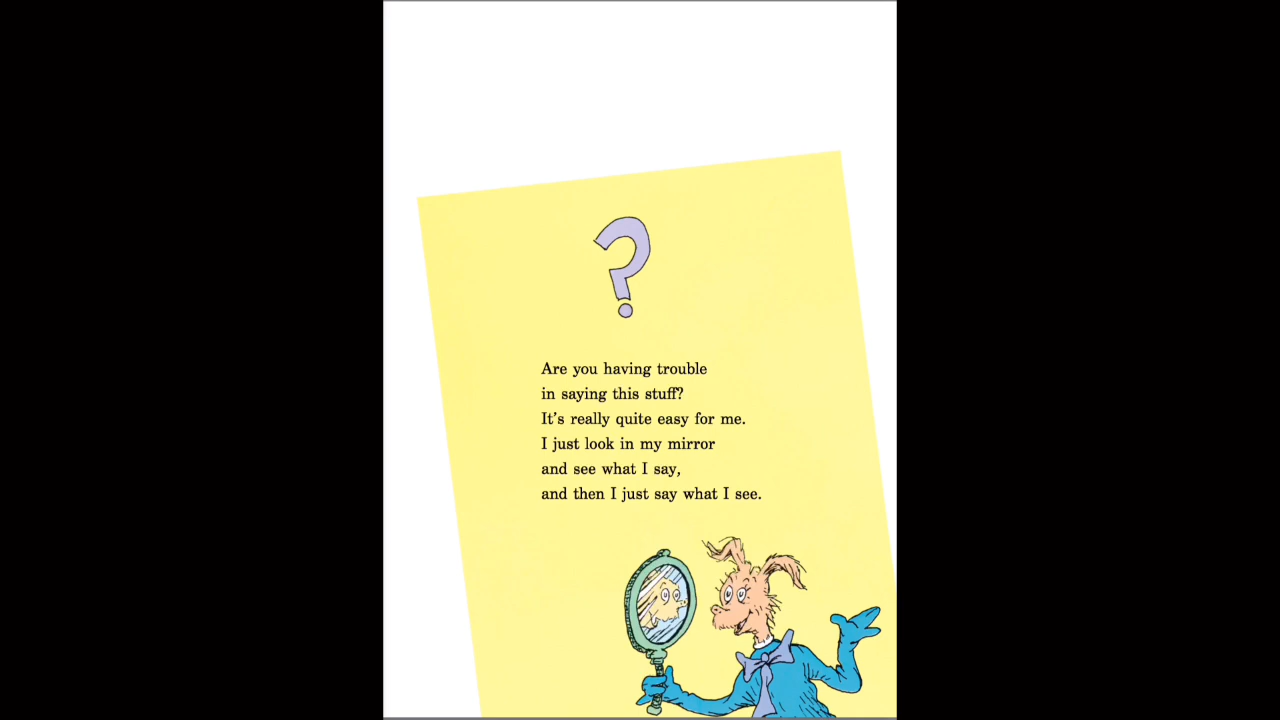 ?
Are you having trouble
in saying this stuff?
It's really quite easy for me.
I just look in my mirror
and see what I say,
and then I just say what I see.